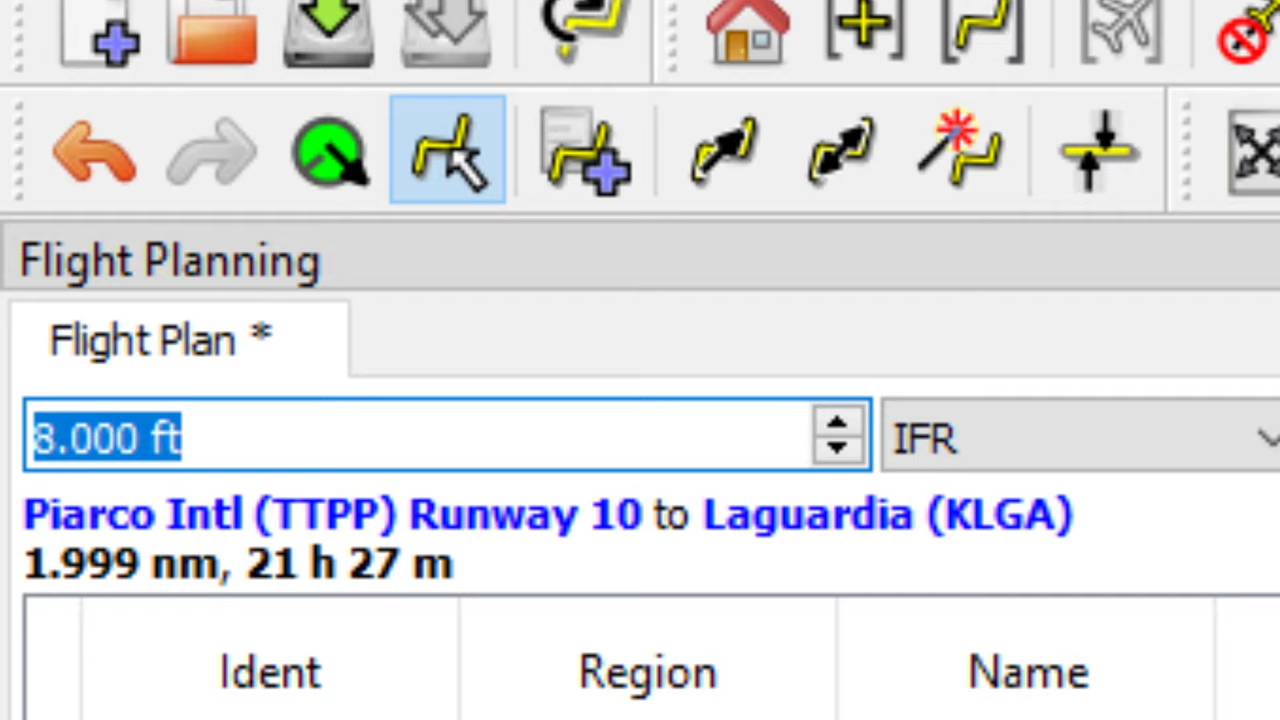 Flight Planning
Flight Plan *
8.000 ft
IFR
Piarco Intl (TTPP) Runway 10 to Laguardia (KLGA)
1.999 nm, 21 h 27 m
Ident Region Name